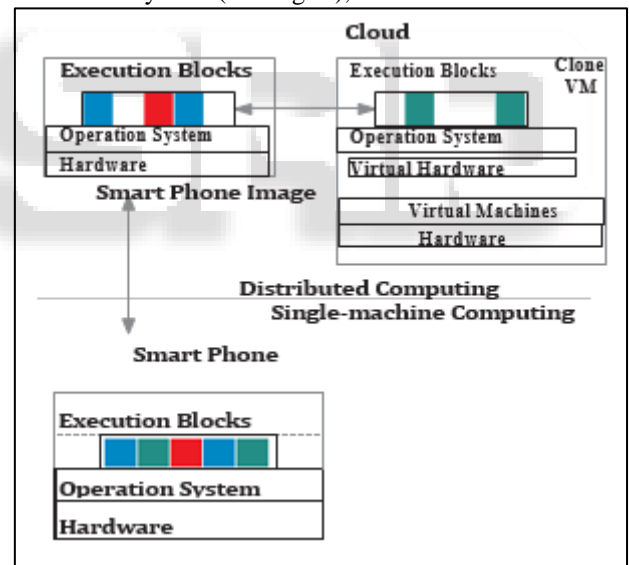 Cloud
Execution Blocks
Operation System
Hardware
Smart Phone Image
Execution Blocks
Clone
VM
Operation System
Virtual Hardware
Virtual Machines
Hardware
Distributed Computing
Single-machine Computing
Smart Phone
Execution Blocks
Operation System
Hardware